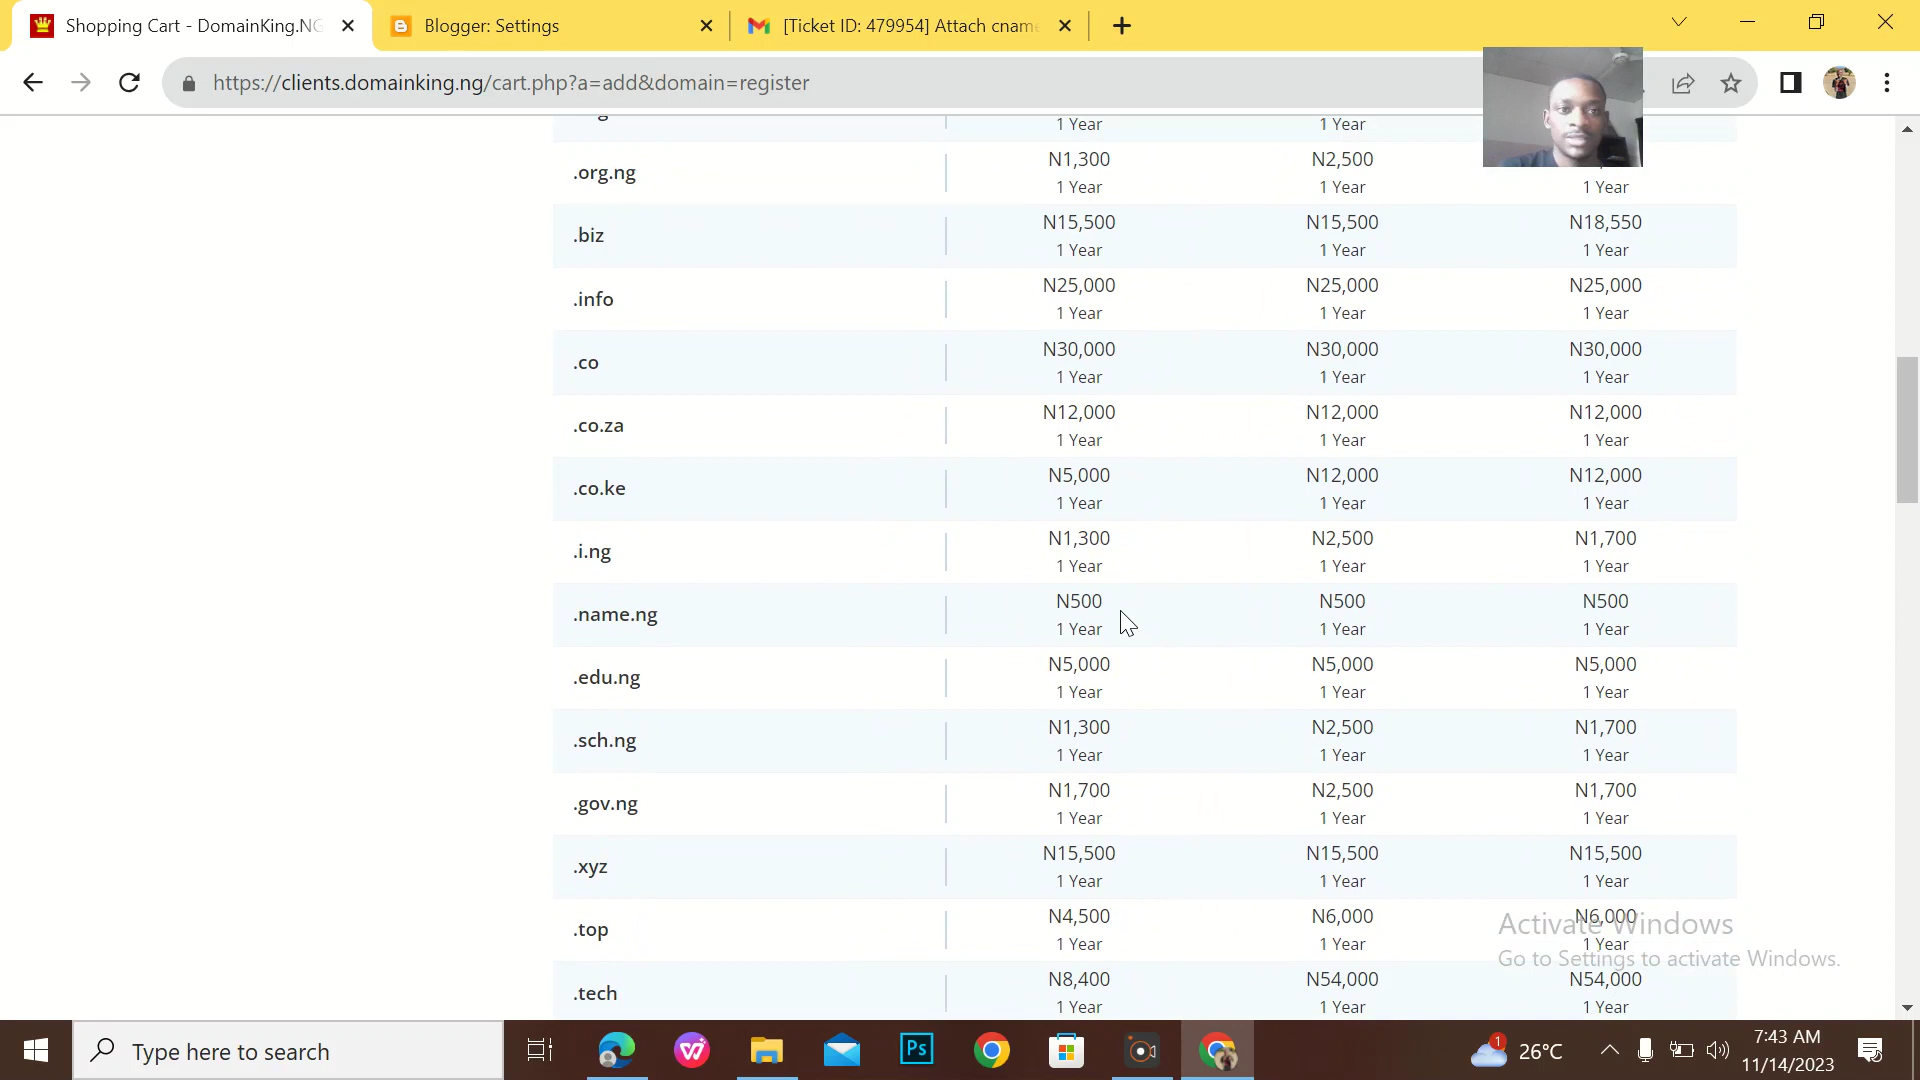 Shopping Cart - DomainKing.NG
Blogger: Settings
[Ticket ID: 479954] Attach cname
https://clients.domainking.ng/cart.php?a=add&domain=register
1 Year 1 Year
.org.ng N1,300 1 Year N2,500 1 Year 1 Year
.biz N15,500 1 Year N15,500 1 Year N18,550 1 Year
.info N25,000 1 Year N25,000 1 Year N25,000 1 Year
.co N30,000 1 Year N30,000 1 Year N30,000 1 Year
.co.za N12,000 1 Year N12,000 1 Year N12,000 1 Year
.co.ke N5,000 1 Year N12,000 1 Year N12,000 1 Year
.i.ng N1,300 1 Year N2,500 1 Year N1,700 1 Year
.name.ng N500 1 Year N500 1 Year N500 1 Year
.edu.ng N5,000 1 Year N5,000 1 Year N5,000 1 Year
.sch.ng N1,300 1 Year N2,500 1 Year N1,700 1 Year
.gov.ng N1,700 1 Year N2,500 1 Year N1,700 1 Year
.xyz N15,500 1 Year N15,500 1 Year N15,500 1 Year
.top N4,500 1 Year N6,000 1 Year N6,000 1 Year
.tech N8,400 1 Year N54,000 1 Year N54,000 1 Year
Activate Windows
Go to Settings to activate Windows.
Type here to search
Ps
1
26°C
7:43 AM
11/14/2023